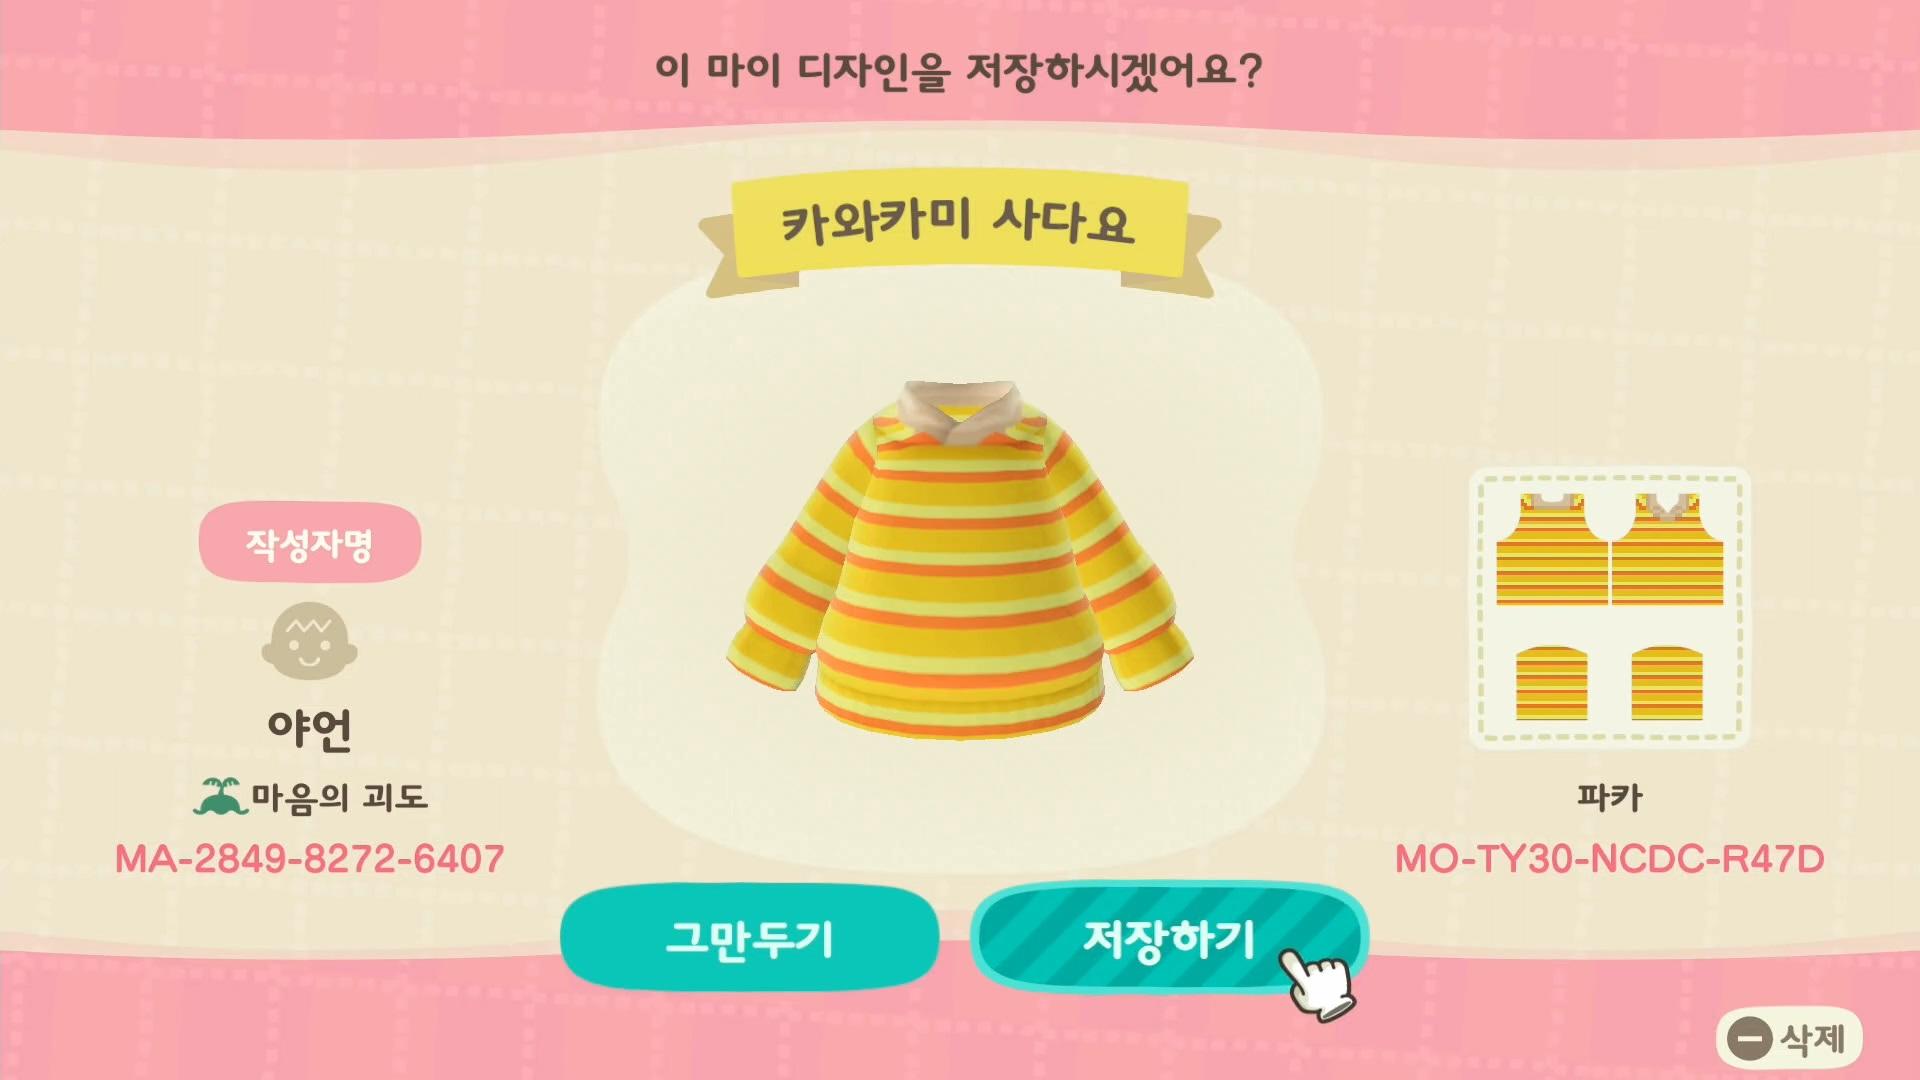 이 마이 디자인을 저장하시겠어요?
카와카미 사다요
작성자명
야언
마음의 괴도
MA-2849-8272-6407
파카
MO-TY30-NCDC-R47D
그만두기
저장하기
삭제